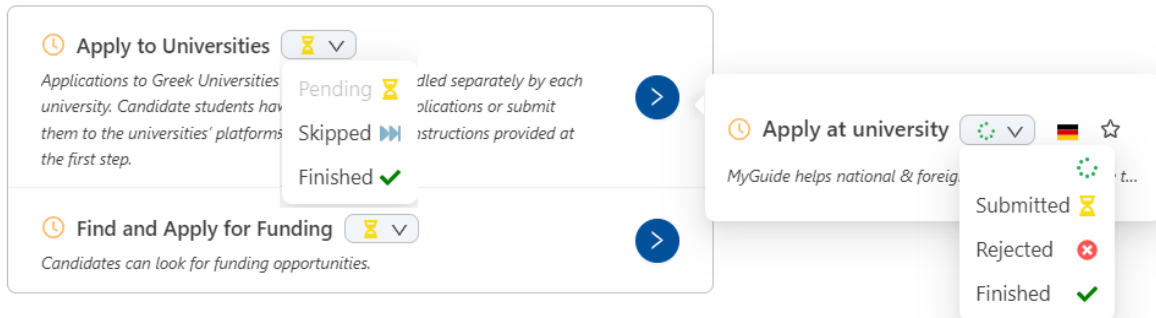 Apply to Universities
Applications to Greek Universities dled separately by each
university. Candidate students hav plications or submit
them to the universities' platforms nstructions provided at
the first step.
Pending
Skipped
Finished
Find and Apply for Funding
Candidates can look for funding opportunities.
Apply at university
MyGuide helps national & foreig t...
Submitted
Rejected
Finished